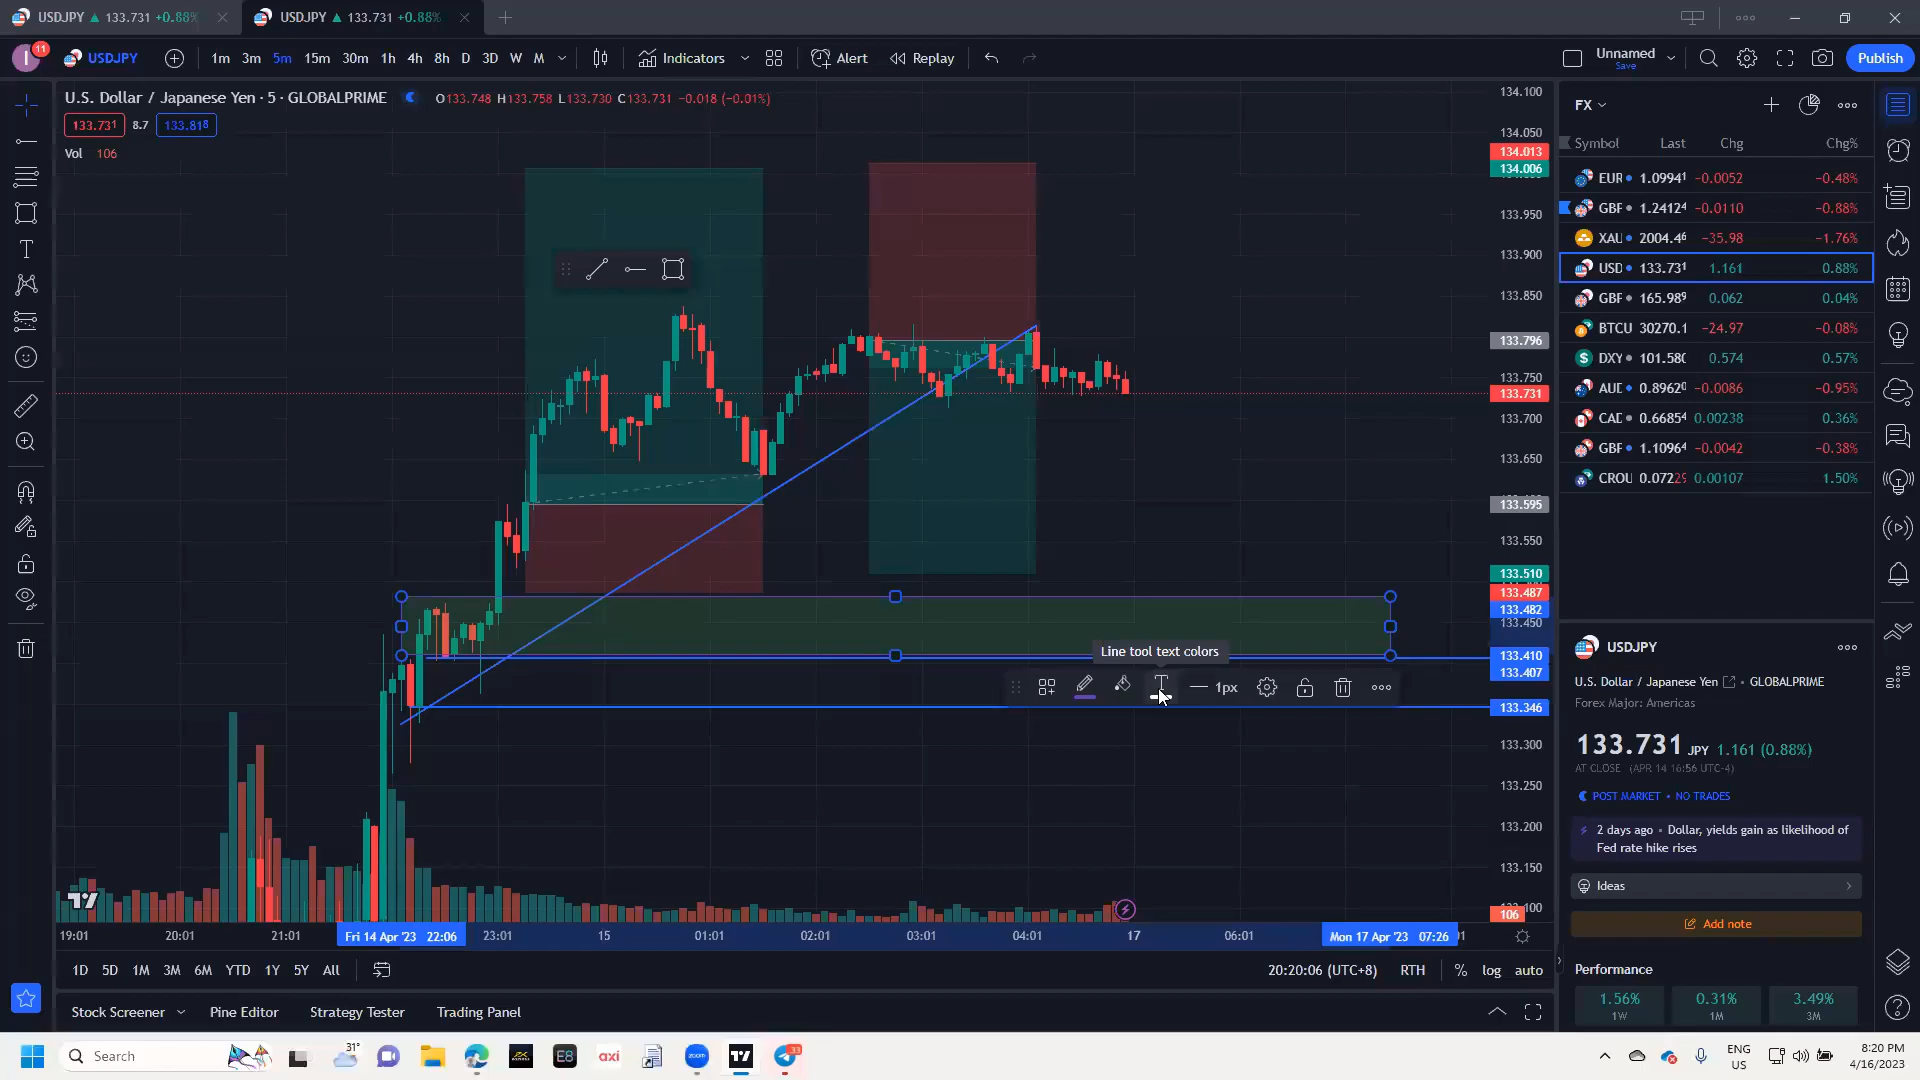 USDJPY ▲ 133.731 +0.88%
USDJPY ▲ 133.731 +0.88%
11
USDJPY
1m 3m 5m 15m 30m 1h 4h 8h D 3D W M
Indicators
Alert
Replay
Unnamed
Save
Publish
U.S. Dollar / Japanese Yen · 5 · GLOBALPRIME
O133.748 H133.758 L133.730 C133.731 −0.018 (−0.01%)
133.731 8.7 133.818
Vol 106
134.100
134.050
134.013
134.006
133.950
133.900
133.850
133.796
133.750
133.731
133.700
133.650
133.595
133.550
133.510
133.487
133.482
133.450
133.410
133.407
133.346
133.300
133.250
133.200
133.150
106
Line tool text colors
1px
19:01 20:01 21:01 Fri 14 Apr '23 22:06 23:01 15 01:01 02:01 03:01 04:01 17 06:01 Mon 17 Apr '23 07:26
1D 5D 1M 3M 6M YTD 1Y 5Y All
20:20:06 (UTC+8) RTH % log auto
Stock Screener Pine Editor Strategy Tester Trading Panel
FX
Symbol Last Chg Chg%
EUR 1.09941 −0.0052 −0.48%
GBP 1.24124 −0.0110 −0.88%
XAU 2004.46 −35.98 −1.76%
USD 133.731 1.161 0.88%
GBP 165.989 0.062 0.04%
BTCU 30270.1 −24.97 −0.08%
DXY 101.580 0.574 0.57%
AUD 0.89620 −0.0086 −0.95%
CAD 0.66854 0.00238 0.36%
GBP 1.10964 −0.0042 −0.38%
CROU 0.07229 0.00107 1.50%
USDJPY
U.S. Dollar / Japanese Yen • GLOBALPRIME
Forex Major: Americas
133.731 JPY 1.161 (0.88%)
AT CLOSE (APR 14 16:56 UTC-4)
POST MARKET • NO TRADES
2 days ago • Dollar, yields gain as likelihood of
Fed rate hike rises
Ideas
Add note
Performance
1.56% 0.31% 3.49%
1W 1M 3M
Search
31°
E8
axi
zoom
33
ENG
US
8:20 PM
4/16/2023